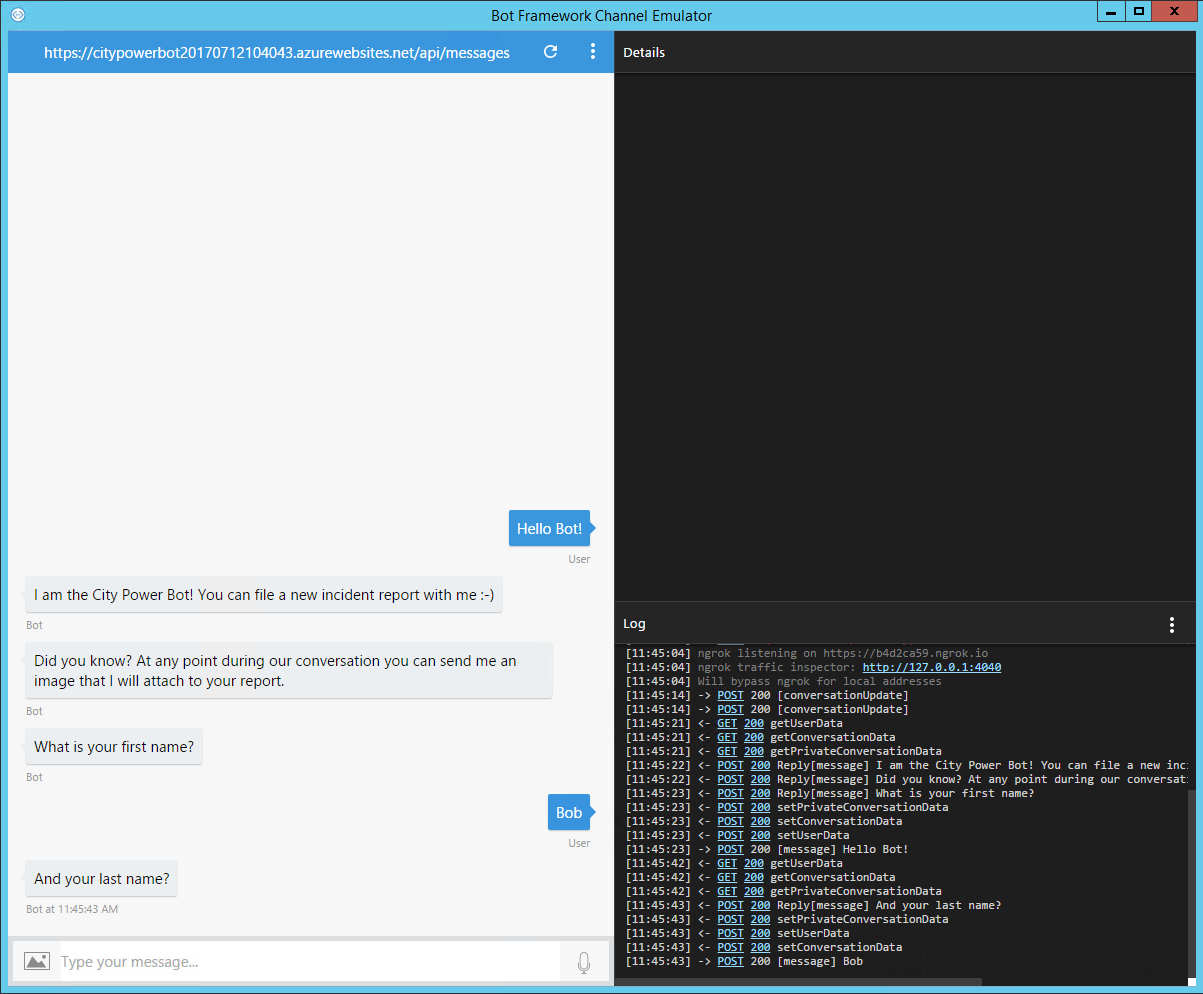 Bot Framework Channel Emulator
https://citypowerbot20170712104043.azurewebsites.net/api/messages
Hello Bot!
User
I am the City Power Bot! You can file a new incident report with me :-)
Bot
Did you know? At any point during our conversation you can send me an
image that I will attach to your report.
Bot
What is your first name?
Bot
Bob
User
And your last name?
Bot at 11:45:43 AM
Type your message...
Details
Log
[11:45:04] ngrok listening on https://b4d2ca59.ngrok.io
[11:45:04] ngrok traffic inspector: http://127.0.0.1:4040
[11:45:04] Will bypass ngrok for local addresses
[11:45:14] -> POST 200 [conversationUpdate]
[11:45:14] -> POST 200 [conversationUpdate]
[11:45:21] <- GET 200 getUserData
[11:45:21] <- GET 200 getConversationData
[11:45:21] <- GET 200 getPrivateConversationData
[11:45:22] <- POST 200 Reply[message] I am the City Power Bot! You can file a new inc
[11:45:22] <- POST 200 Reply[message] Did you know? At any point during our conversat
[11:45:23] <- POST 200 Reply[message] What is your first name?
[11:45:23] <- POST 200 setPrivateConversationData
[11:45:23] <- POST 200 setConversationData
[11:45:23] <- POST 200 setUserData
[11:45:23] -> POST 200 [message] Hello Bot!
[11:45:42] <- GET 200 getUserData
[11:45:42] <- GET 200 getConversationData
[11:45:42] <- GET 200 getPrivateConversationData
[11:45:43] <- POST 200 Reply[message] And your last name?
[11:45:43] <- POST 200 setPrivateConversationData
[11:45:43] <- POST 200 setUserData
[11:45:43] <- POST 200 setConversationData
[11:45:43] -> POST 200 [message] Bob